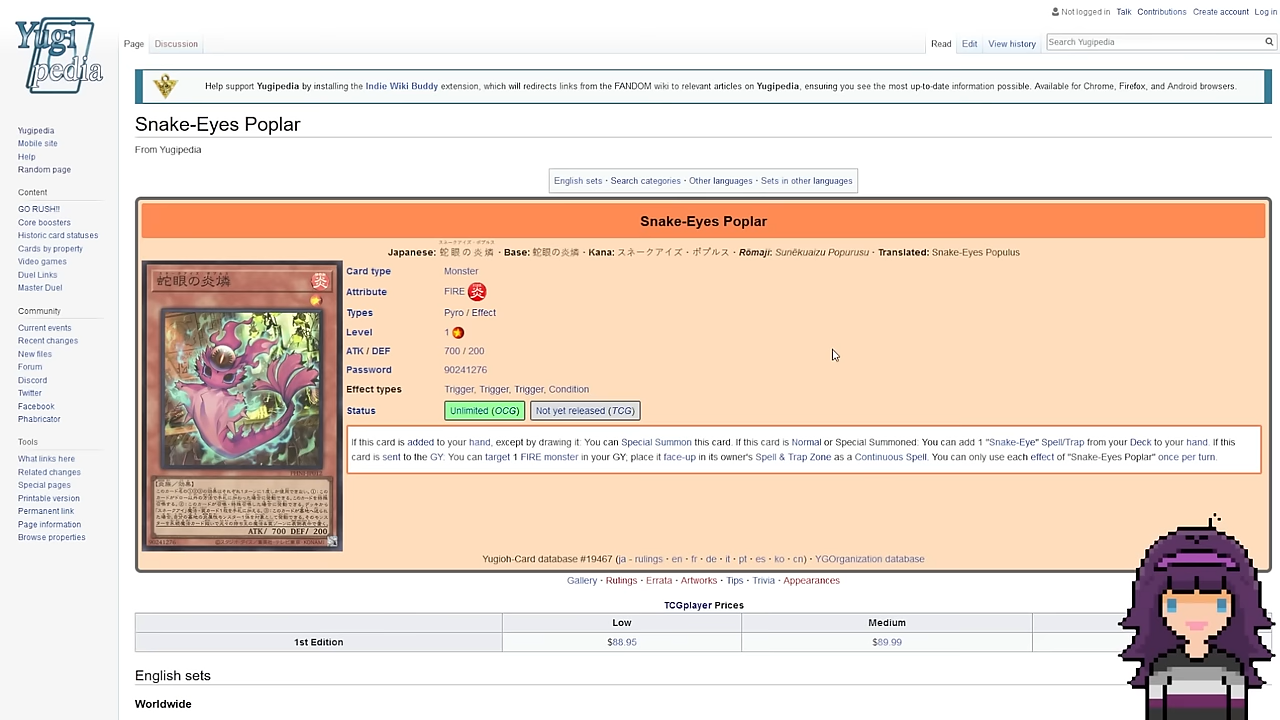 Not logged in Talk Contributions Create account Log in
Yugi
pedia
Page Discussion Read Edit View history Search Yugipedia
Help support Yugipedia by installing the Indie Wiki Buddy extension, which will redirects links from the FANDOM wiki to relevant articles on Yugipedia, ensuring you see the most up-to-date information possible. Available for Chrome, Firefox, and Android browsers.
Snake-Eyes Poplar
From Yugipedia
English sets · Search categories · Other languages · Sets in other languages
Yugipedia
Mobile site
Help
Random page
Content
GO RUSH!!
Core boosters
Historic card statuses
Cards by property
Video games
Duel Links
Master Duel
Community
Current events
Recent changes
New files
Forum
Discord
Twitter
Facebook
Phabricator
Tools
What links here
Related changes
Special pages
Printable version
Permanent link
Page information
Browse properties
Snake-Eyes Poplar
スネークアイズ・ポプルス
Japanese: 蛇眼の炎燐 · Base: 蛇眼の炎燐 · Kana: スネークアイズ・ポプルス · Rōmaji: Sunēkuaizu Popurusu · Translated: Snake-Eyes Populus
蛇眼の炎燐 炎
ATK/ 700 DEF/ 200
90241276
Card type Monster
Attribute FIRE 炎
Types Pyro / Effect
Level 1
ATK / DEF 700 / 200
Password 90241276
Effect types Trigger, Trigger, Trigger, Condition
Status Unlimited (OCG) Not yet released (TCG)
If this card is added to your hand, except by drawing it: You can Special Summon this card. If this card is Normal or Special Summoned: You can add 1 "Snake-Eye" Spell/Trap from your Deck to your hand. If this
card is sent to the GY: You can target 1 FIRE monster in your GY; place it face-up in its owner's Spell & Trap Zone as a Continuous Spell. You can only use each effect of "Snake-Eyes Poplar" once per turn.
Yugioh-Card database #19467 (ja - rulings · en · fr · de · it · pt · es · ko · cn) · YGOrganization database
Gallery · Rulings · Errata · Artworks · Tips · Trivia · Appearances
TCGplayer Prices
Low Medium
1st Edition $88.95 $89.99
English sets
Worldwide